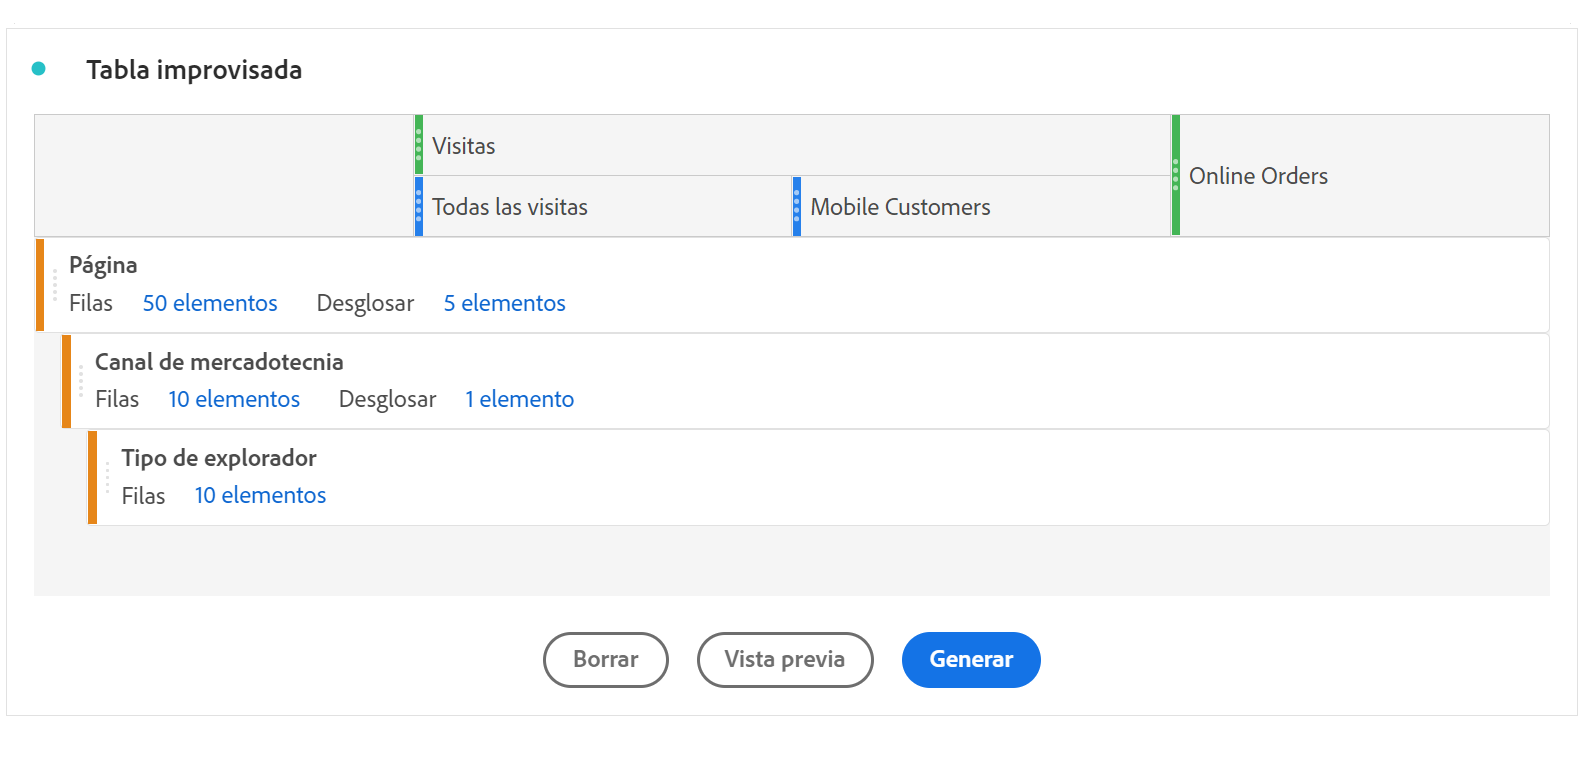 Tabla improvisada
Visitas
Online Orders
Todas las visitas Mobile Customers
Página
Filas 50 elementos Desglosar 5 elementos
Canal de mercadotecnia
Filas 10 elementos Desglosar 1 elemento
Tipo de explorador
Filas 10 elementos
Borrar Vista previa Generar